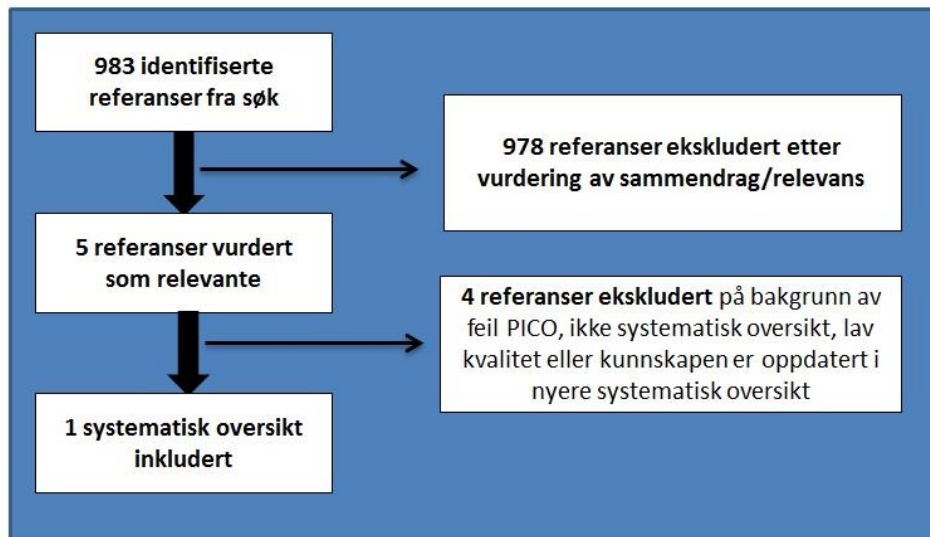 983 identifiserte
referanser fra søk
978 referanser ekskludert etter
vurdering av sammendrag/relevans
5 referanser vurdert
som relevante
4 referanser ekskludert på bakgrunn av
feil PICO, ikke systematisk oversikt, lav
kvalitet eller kunnskapen er oppdatert i
nyere systematisk oversikt
1 systematisk oversikt
inkludert